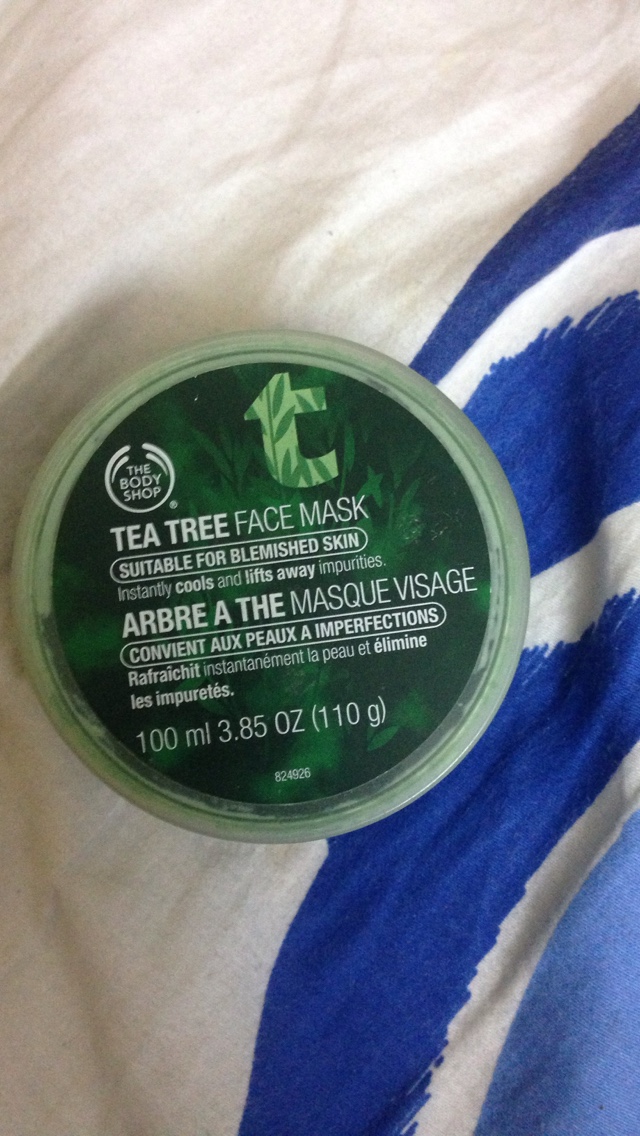 t
THE
BODY
SHOP
®
TEA TREE FACE MASK
SUITABLE FOR BLEMISHED SKIN
Instantly cools and lifts away impurities.
ARBRE A THE MASQUE VISAGE
CONVIENT AUX PEAUX A IMPERFECTIONS
Rafraîchit instantanément la peau et élimine
les impuretés.
100 ml 3.85 OZ (110 g)
824926